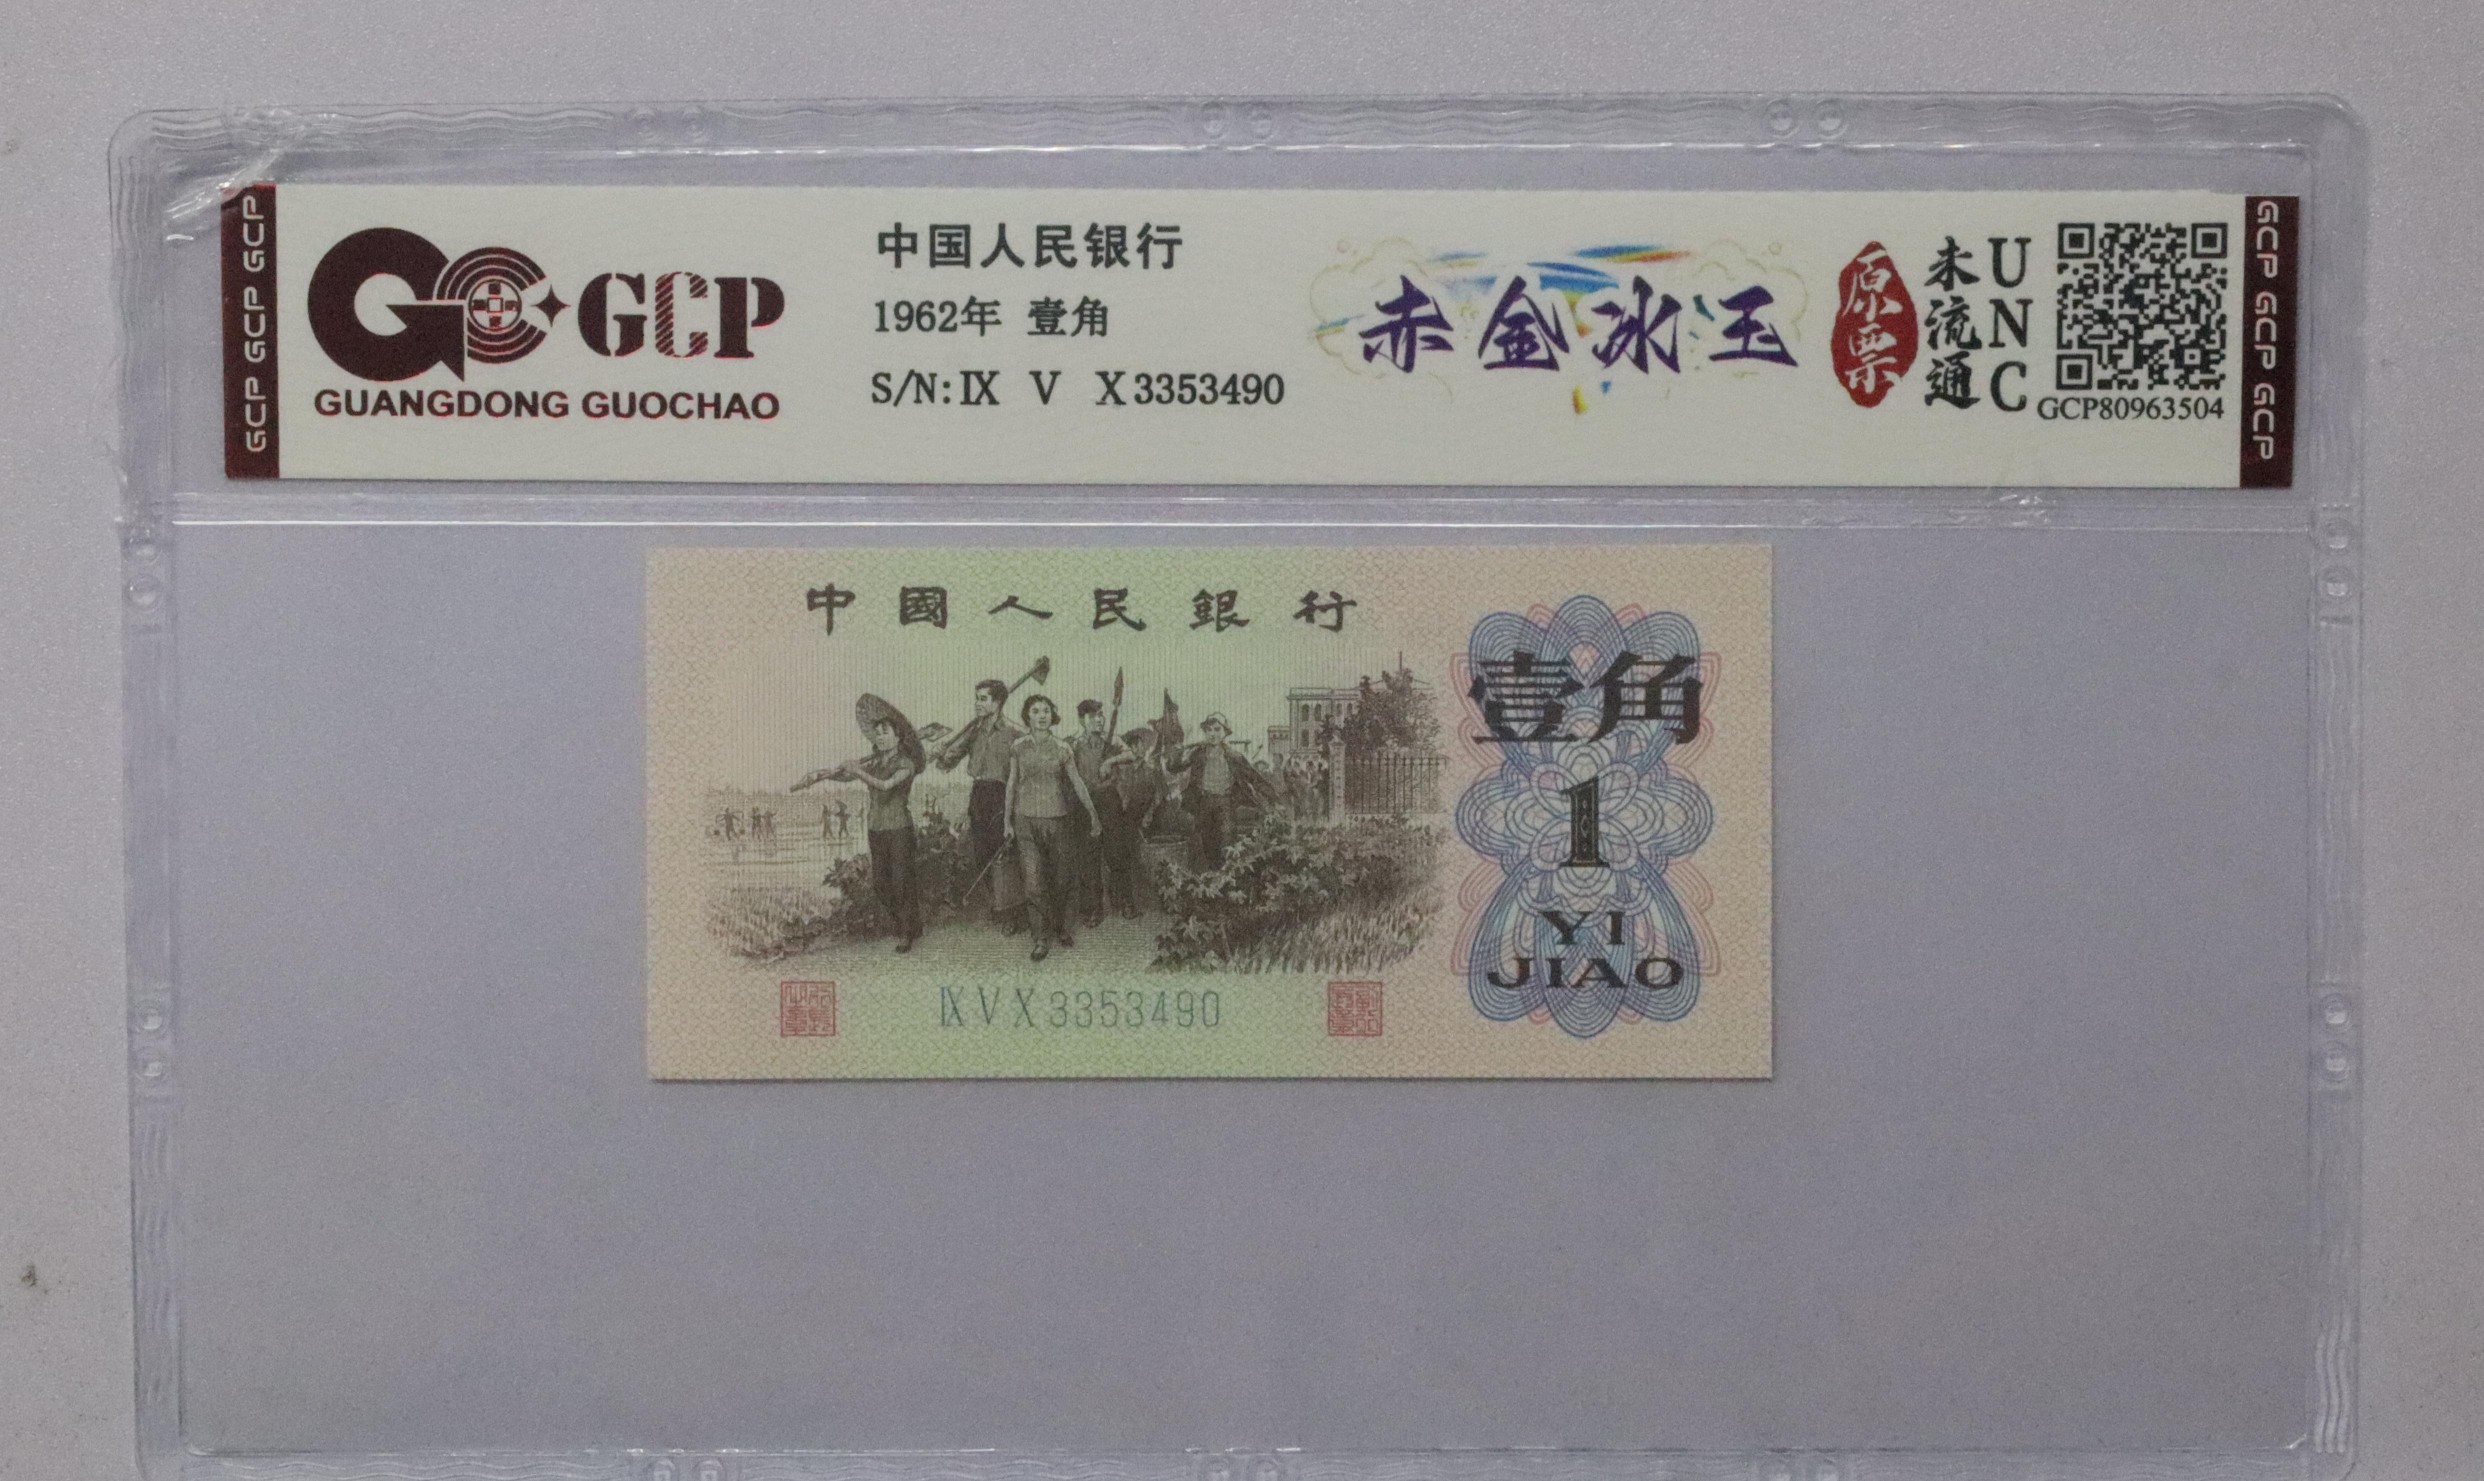 GCP GCP GCP
GCP
GUANGDONG GUOCHAO
中国人民银行
1962年 壹角
S/N: IX V X 3353490
赤金冰玉
原票
未流通
UNC
GCP80963504
GCP GCP GCP GCP
中國人民銀行
壹角
1
YI
JIAO
IX V X 3353490